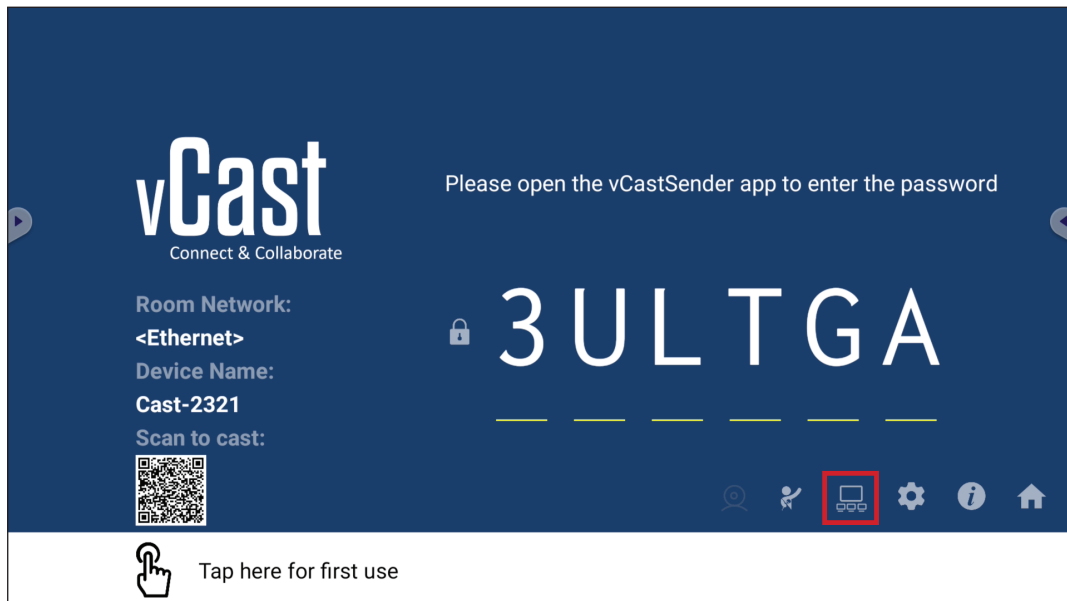 vCast
Connect & Collaborate
Please open the vCastSender app to enter the password
Room Network:
<Ethernet>
Device Name:
Cast-2321
Scan to cast:
3ULTGA
Tap here for first use